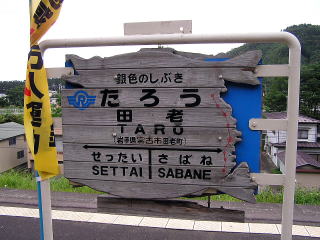 銀色のしぶき
たろう
田老
TARŌ
(岩手県宮古市田老町)
せったい さばね
SETTAI SABANE